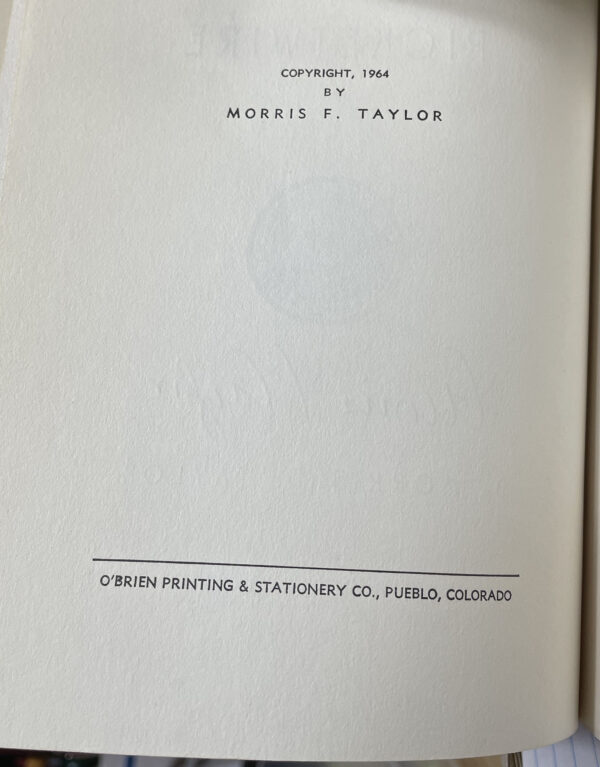 COPYRIGHT, 1964
BY
MORRIS F. TAYLOR
O'BRIEN PRINTING & STATIONERY CO., PUEBLO, COLORADO